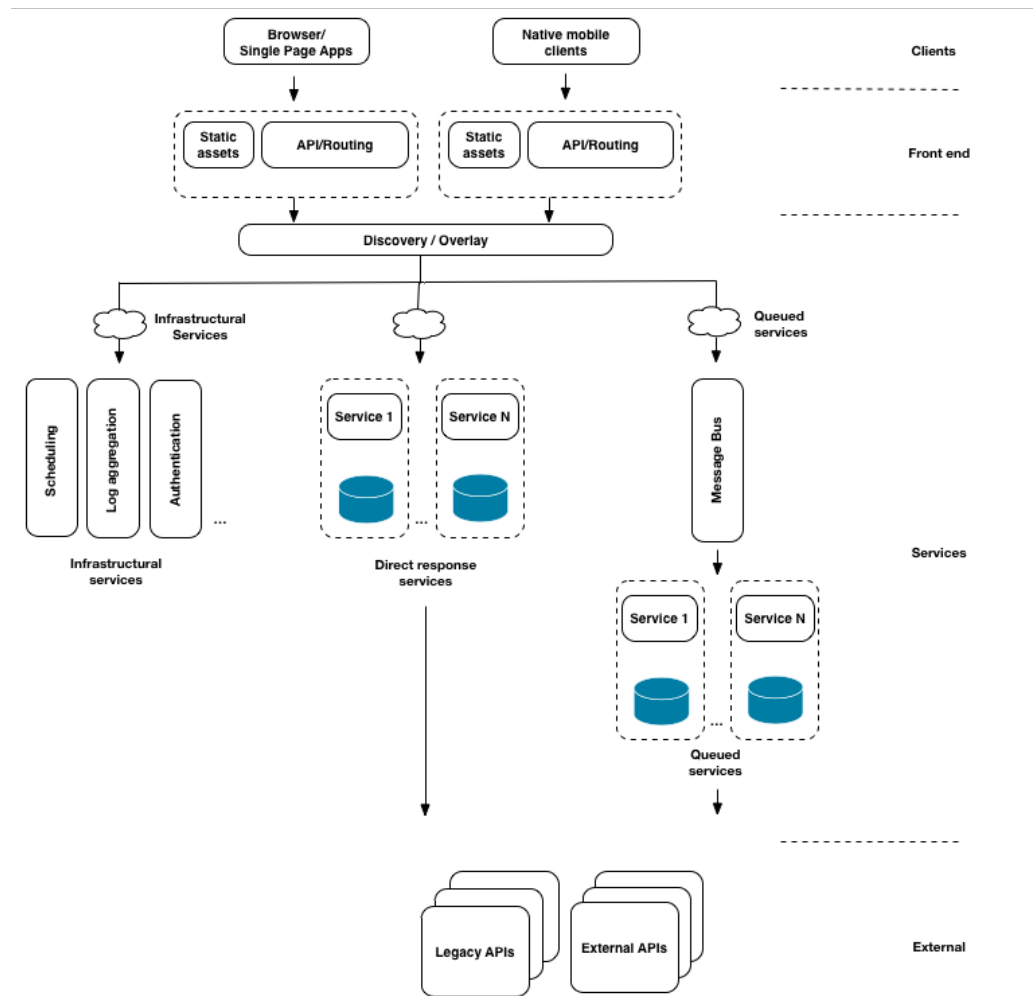 Browser/
Single Page Apps
Native mobile
clients
Clients
Static
assets
API/Routing
Static
assets
API/Routing
Front end
Discovery / Overlay
Infrastructural
Services
Queued
services
Scheduling
Log aggregation
Authentication
...
Service 1
Service N
...
Message Bus
Infrastructural
services
Direct response
services
Services
Service 1
Service N
...
Queued
services
Legacy APIs
External APIs
External